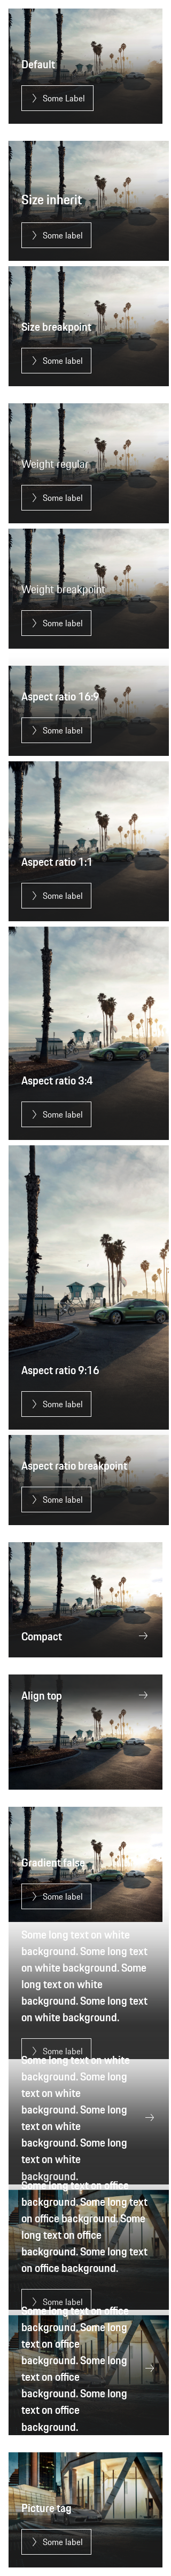 Default
Some Label
Size inherit
Some label
Size breakpoint
Some label
Weight regular
Some label
Weight breakpoint
Some label
Aspect ratio 16:9
Some label
Aspect ratio 1:1
Some label
Aspect ratio 3:4
Some label
Aspect ratio 9:16
Some label
Aspect ratio breakpoint
Some label
Compact
Align top
Gradient false
Some label
Some long text on white
background. Some long text
on white background. Some
long text on white
background. Some long text
on white background.
Some label
Some long text on white
background. Some long
text on white
background. Some long
text on white
background. Some long
text on white
background.
Some long text on office
background. Some long text
on office background. Some
long text on office
background. Some long text
on office background.
Some label
Some long text on office
background. Some long
text on office
background. Some long
text on office
background. Some long
text on office
background.
Picture tag
Some label